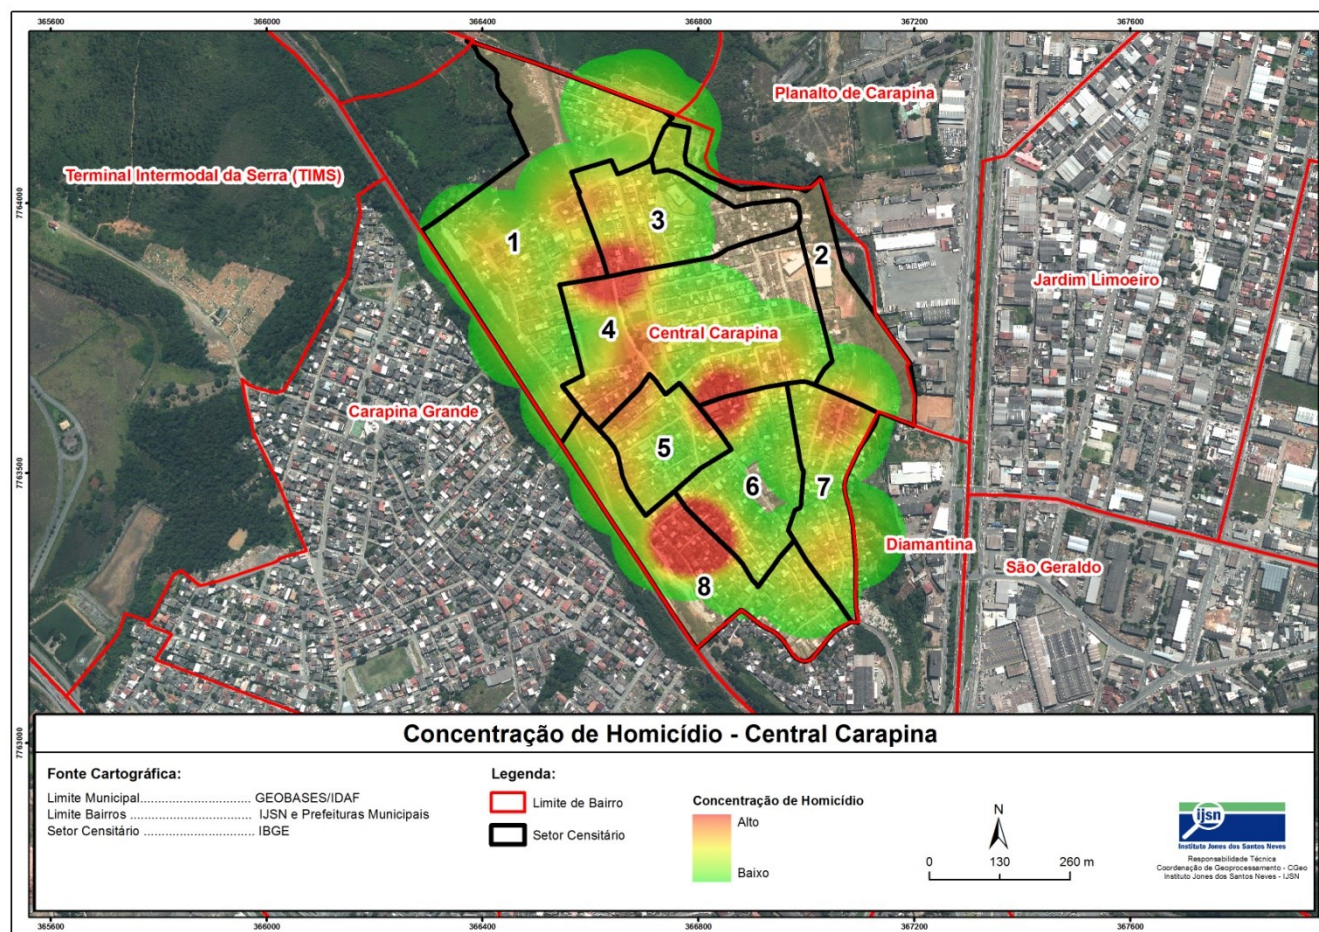 365600 366000 366400 366800 367200 367600
7764000
7763500
7763000
Planalto de Carapina
Terminal Intermodal da Serra (TIMS)
1
3
2
Jardim Limoeiro
4
Central Carapina
Carapina Grande
5
6
7
Diamantina
São Geraldo
8
Concentração de Homicídio - Central Carapina
Fonte Cartográfica:
Limite Municipal............................ GEOBASES/IDAF
Limite Bairros ................................ IJSN e Prefeituras Municipais
Setor Censitário ............................ IBGE
Legenda:
Limite de Bairro
Setor Censitário
Concentração de Homicídio
Alto
Baixo
N
0 130 260 m
ijsn
Instituto Jones dos Santos Neves
Responsabilidade Técnica
Coordenação de Geoprocessamento - CGeo
Instituto Jones dos Santos Neves - IJSN
365600 366000 366400 366800 367200 367600